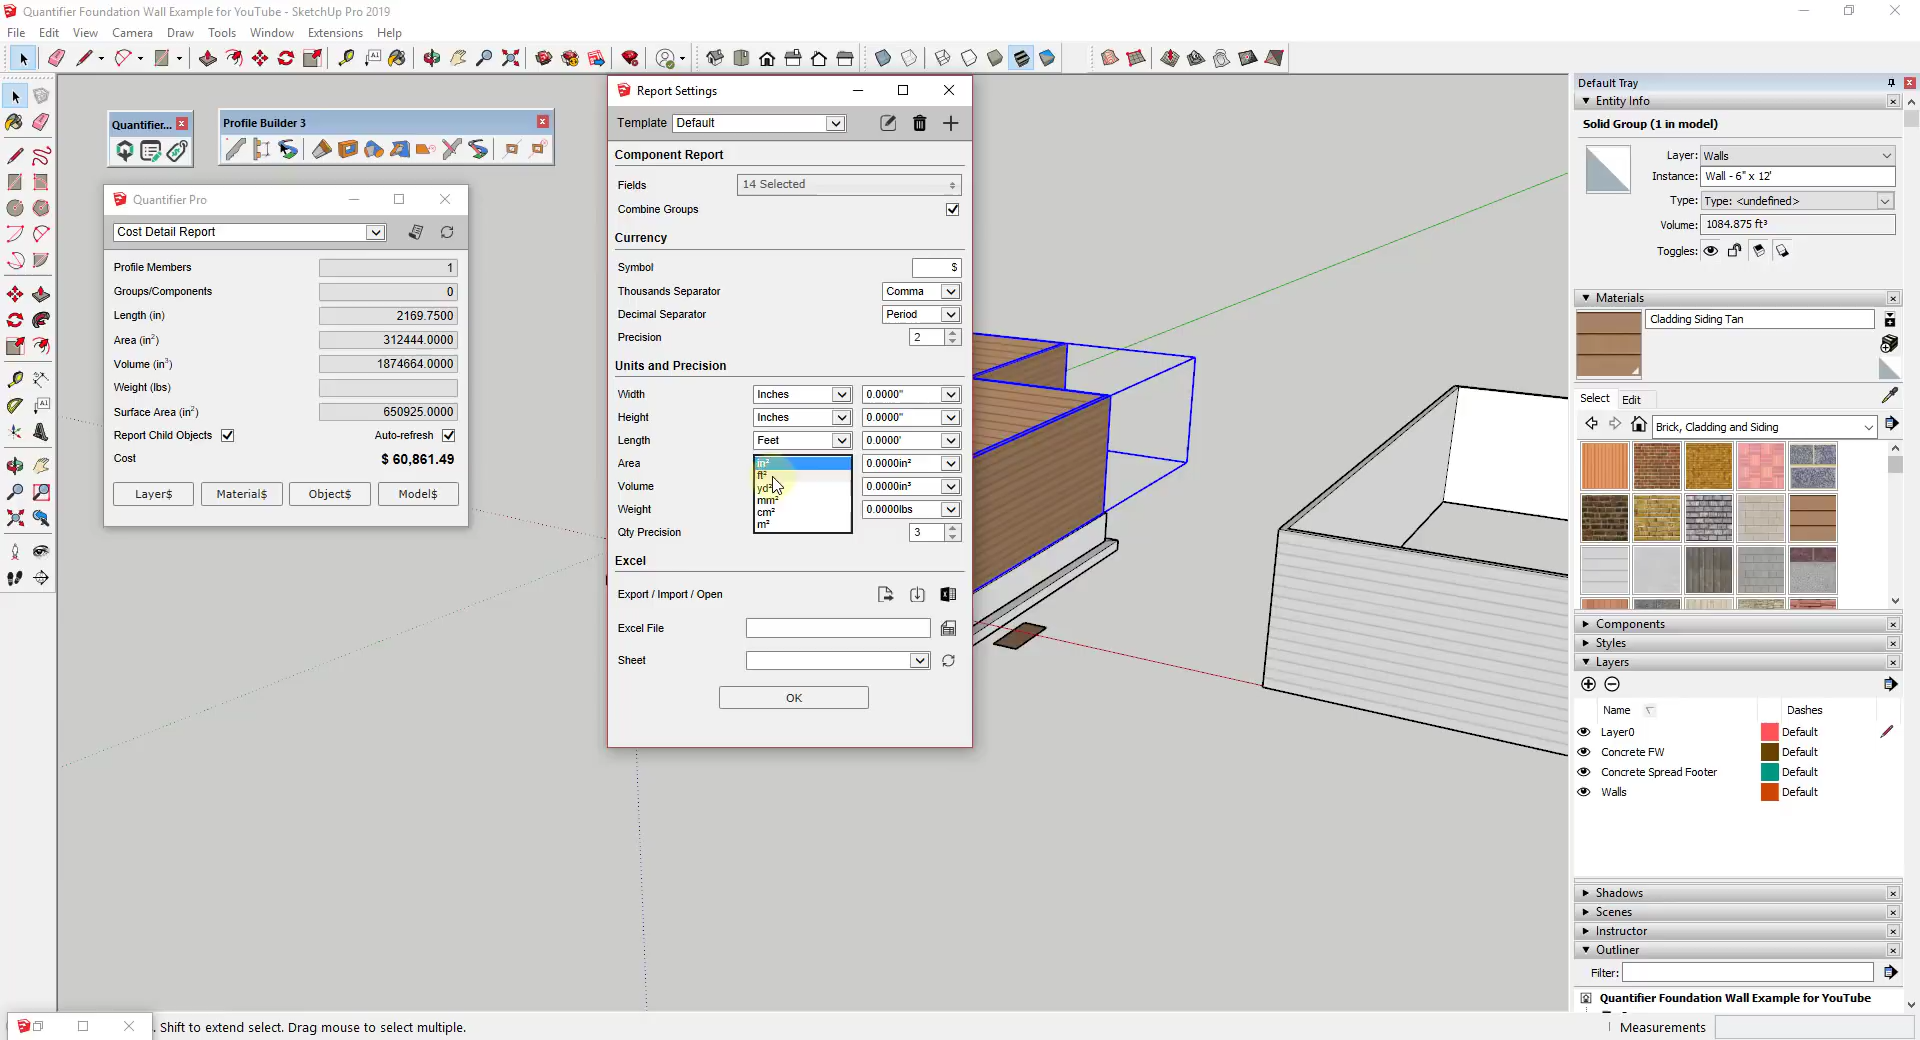 Quantifier Foundation Wall Example for YouTube - SketchUp Pro 2019
File Edit View Camera Draw Tools Window Extensions Help
Quantifier...
Profile Builder 3
Quantifier Pro
Cost Detail Report
Profile Members 1
Groups/Components 0
Length (in) 2169.7500
Area (in²) 312444.0000
Volume (in³) 1874664.0000
Weight (lbs)
Surface Area (in²) 650925.0000
Report Child Objects Auto-refresh
Cost $ 60,861.49
Layer$ Material$ Object$ Model$
Report Settings
Template Default
Component Report
Fields 14 Selected
Combine Groups
Currency
Symbol $
Thousands Separator Comma
Decimal Separator Period
Precision 2
Units and Precision
Width Inches 0.0000"
Height Inches 0.0000"
Length Feet 0.0000'
Area in² 0.0000in²
ft²
Volume yd² 0.0000in³
mm²
Weight cm² 0.0000lbs
m²
Qty Precision 3
Excel
Export / Import / Open
Excel File
Sheet
OK
Default Tray
Entity Info
Solid Group (1 in model)
Layer: Walls
Instance: Wall - 6" x 12'
Type: Type: <undefined>
Volume: 1084.875 ft³
Toggles:
Materials
Cladding Siding Tan
Select Edit
Brick, Cladding and Siding
Components
Styles
Layers
Name Dashes
Layer0 Default
Concrete FW Default
Concrete Spread Footer Default
Walls Default
Shadows
Scenes
Instructor
Outliner
Filter:
Quantifier Foundation Wall Example for YouTube
. Shift to extend select. Drag mouse to select multiple.
Measurements